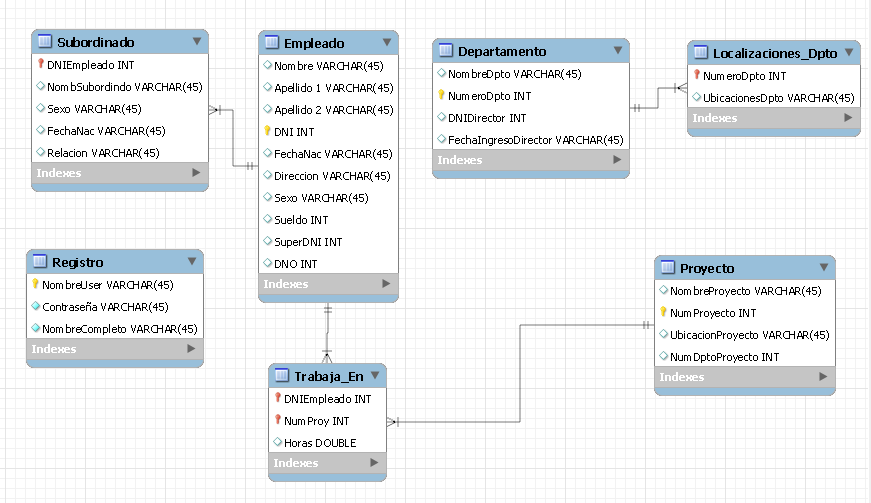 Subordinado
DNIEmpleado INT
NombSubordindo VARCHAR(45)
Sexo VARCHAR(45)
FechaNac VARCHAR(45)
Relacion VARCHAR(45)
Indexes
Empleado
Nombre VARCHAR(45)
Apellido 1 VARCHAR(45)
Apellido 2 VARCHAR(45)
DNI INT
FechaNac VARCHAR(45)
Direccion VARCHAR(45)
Sexo VARCHAR(45)
Sueldo INT
SuperDNI INT
DNO INT
Indexes
Departamento
NombreDpto VARCHAR(45)
NumeroDpto INT
DNIDirector INT
FechaIngresoDirector VARCHAR(45)
Indexes
Localizaciones_Dpto
NumeroDpto INT
UbicacionesDpto VARCHAR(45)
Indexes
Registro
NombreUser VARCHAR(45)
Contraseña VARCHAR(45)
NombreCompleto VARCHAR(45)
Indexes
Trabaja_En
DNIEmpleado INT
NumProy INT
Horas DOUBLE
Indexes
Proyecto
NombreProyecto VARCHAR(45)
NumProyecto INT
UbicacionProyecto VARCHAR(45)
NumDptoProyecto INT
Indexes